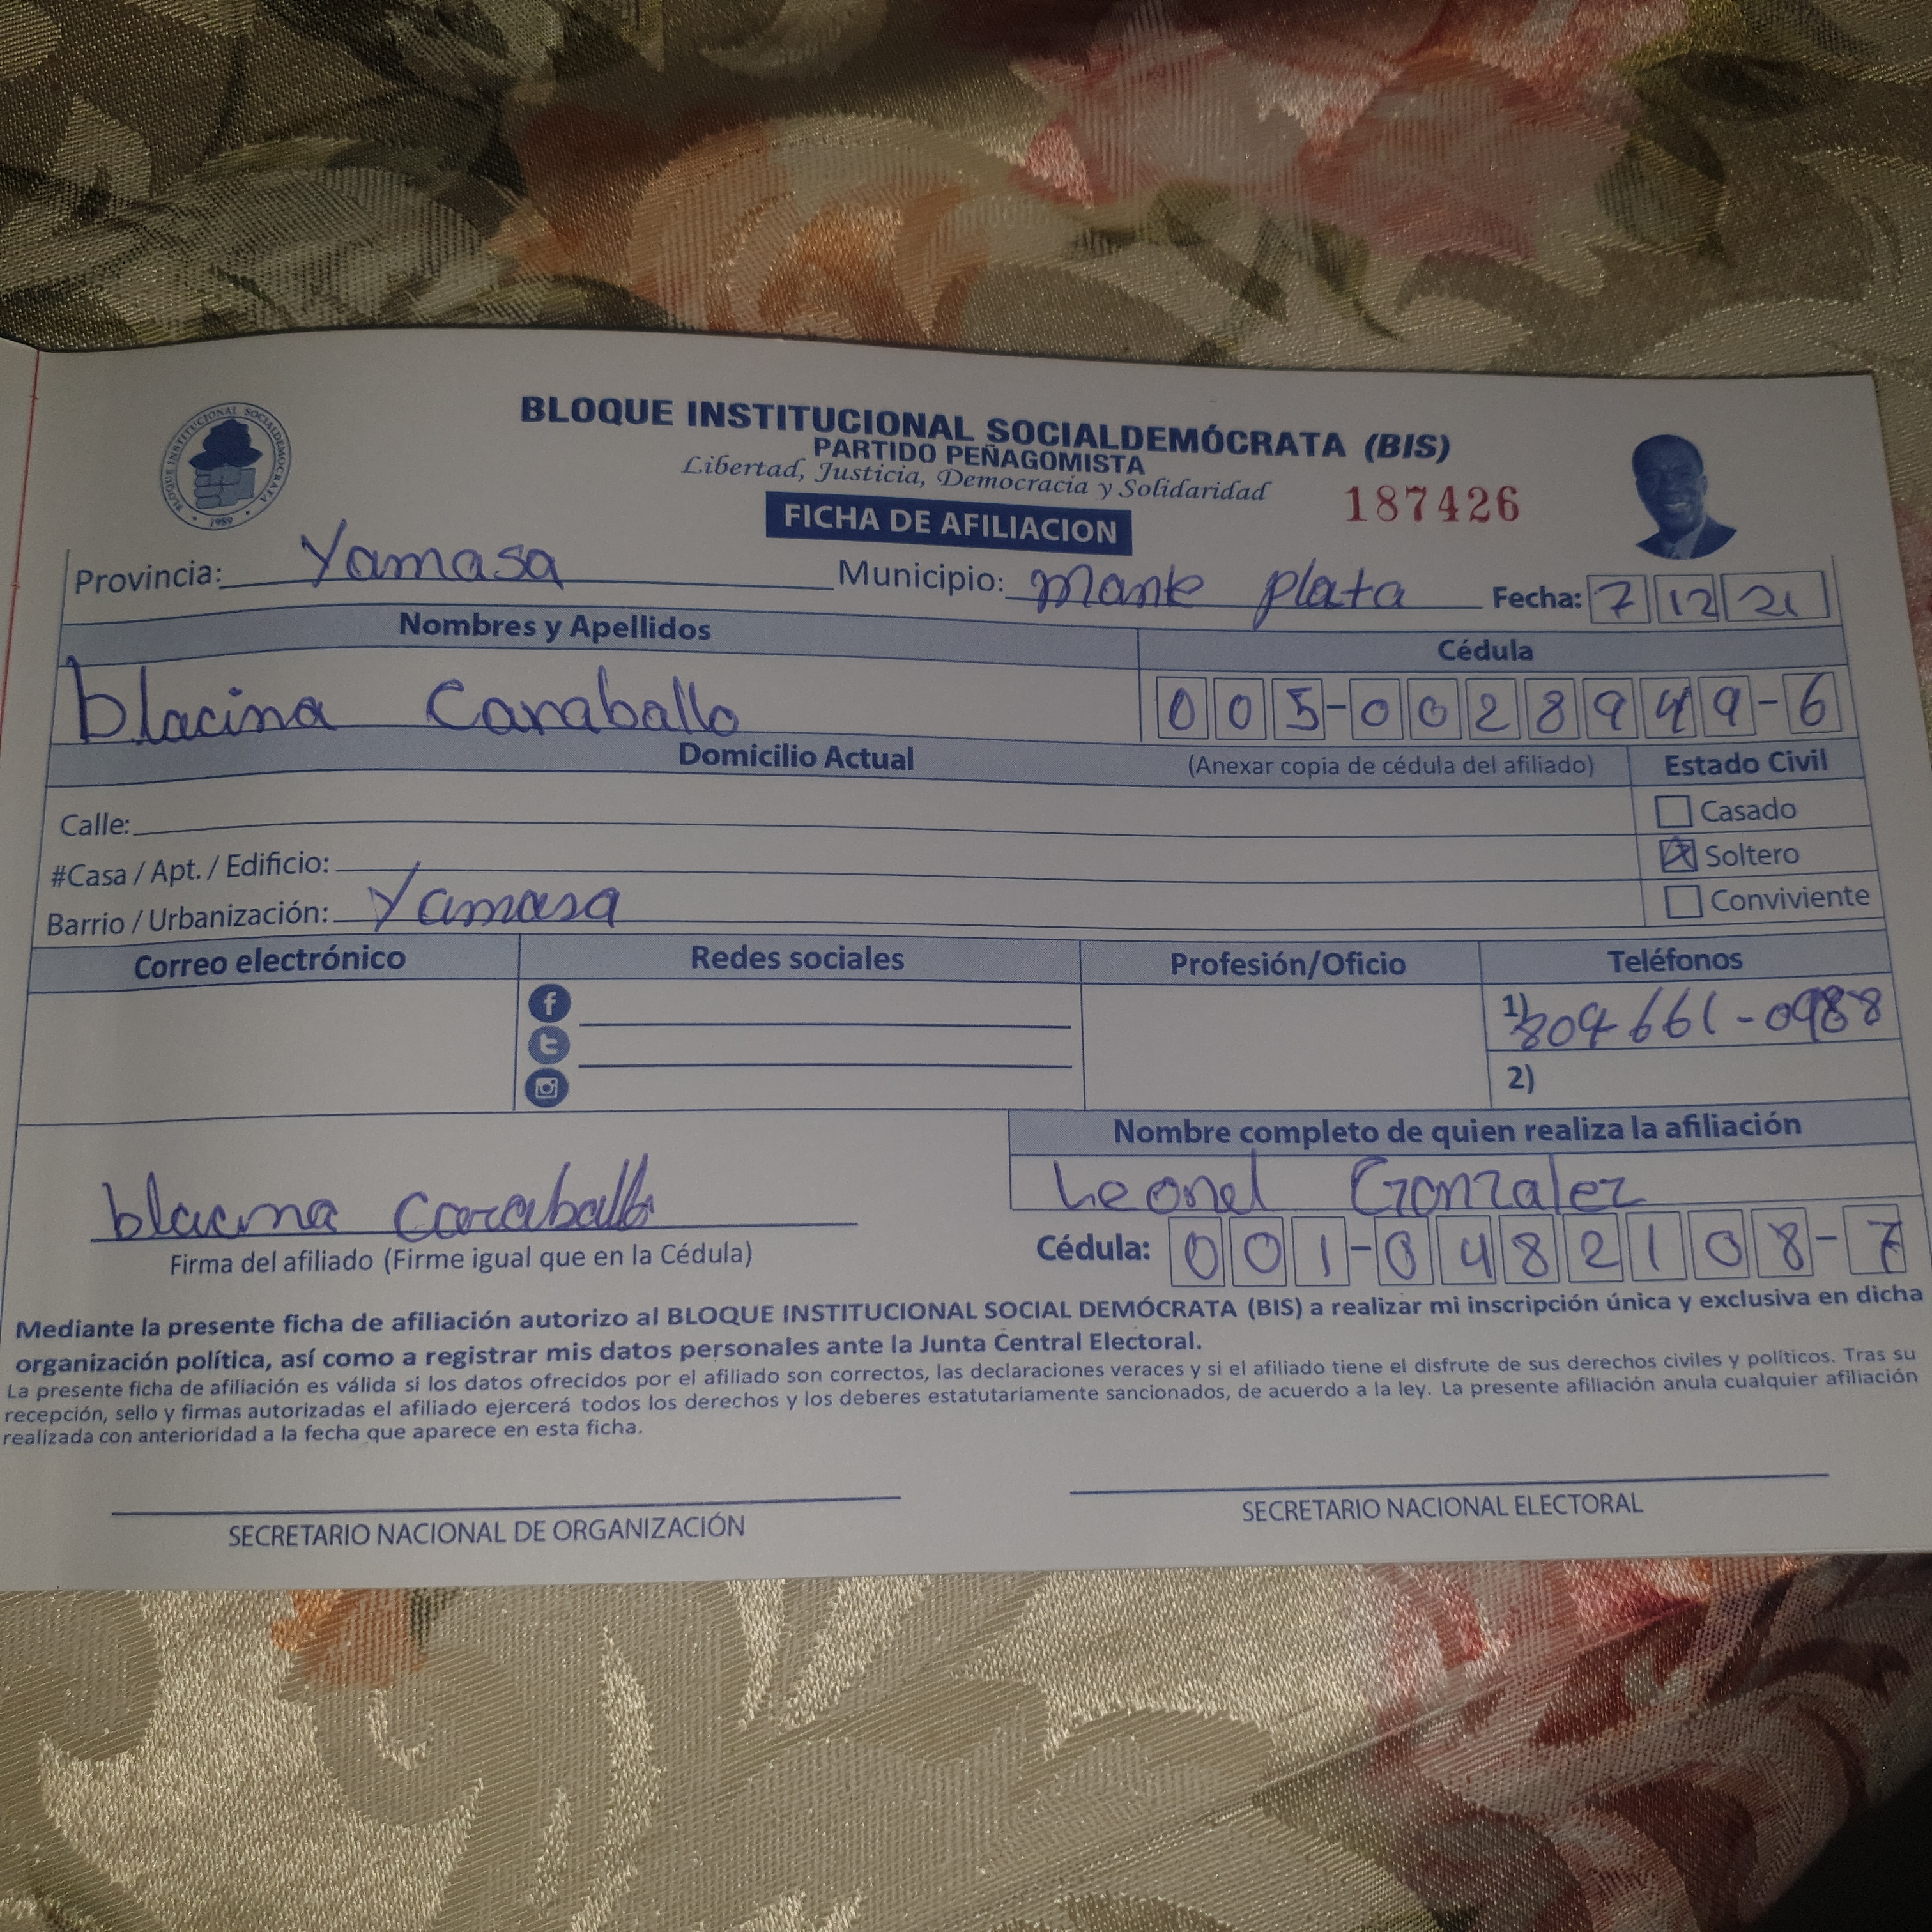 BLOQUE INSTITUCIONAL SOCIALDEMÓCRATA
1989
BLOQUE INSTITUCIONAL SOCIALDEMÓCRATA (BIS)
PARTIDO PEÑAGOMISTA
Libertad, Justicia, Democracia y Solidaridad
187426
FICHA DE AFILIACION
Provincia: Yamasa Municipio: Monte plata Fecha: 7 12 21
Nombres y Apellidos Cédula
blacina Caraballo 005-0028949-6
Domicilio Actual (Anexar copia de cédula del afiliado) Estado Civil
Calle: Casado
#Casa / Apt. / Edificio: Soltero
Barrio / Urbanización: Yamasa Conviviente
Correo electrónico Redes sociales Profesión/Oficio Teléfonos
1) 809 661-0988
2)
Nombre completo de quien realiza la afiliación
blacina caraballo Leonel Gonzalez
Firma del afiliado (Firme igual que en la Cédula) Cédula: 001-0482108-7
Mediante la presente ficha de afiliación autorizo al BLOQUE INSTITUCIONAL SOCIAL DEMÓCRATA (BIS) a realizar mi inscripción única y exclusiva en dicha
organización política, así como a registrar mis datos personales ante la Junta Central Electoral.
La presente ficha de afiliación es válida si los datos ofrecidos por el afiliado son correctos, las declaraciones veraces y si el afiliado tiene el disfrute de sus derechos civiles y políticos. Tras su
recepción, sello y firmas autorizadas el afiliado ejercerá todos los derechos y los deberes estatutariamente sancionados, de acuerdo a la ley. La presente afiliación anula cualquier afiliación
realizada con anterioridad a la fecha que aparece en esta ficha.
SECRETARIO NACIONAL DE ORGANIZACIÓN SECRETARIO NACIONAL ELECTORAL